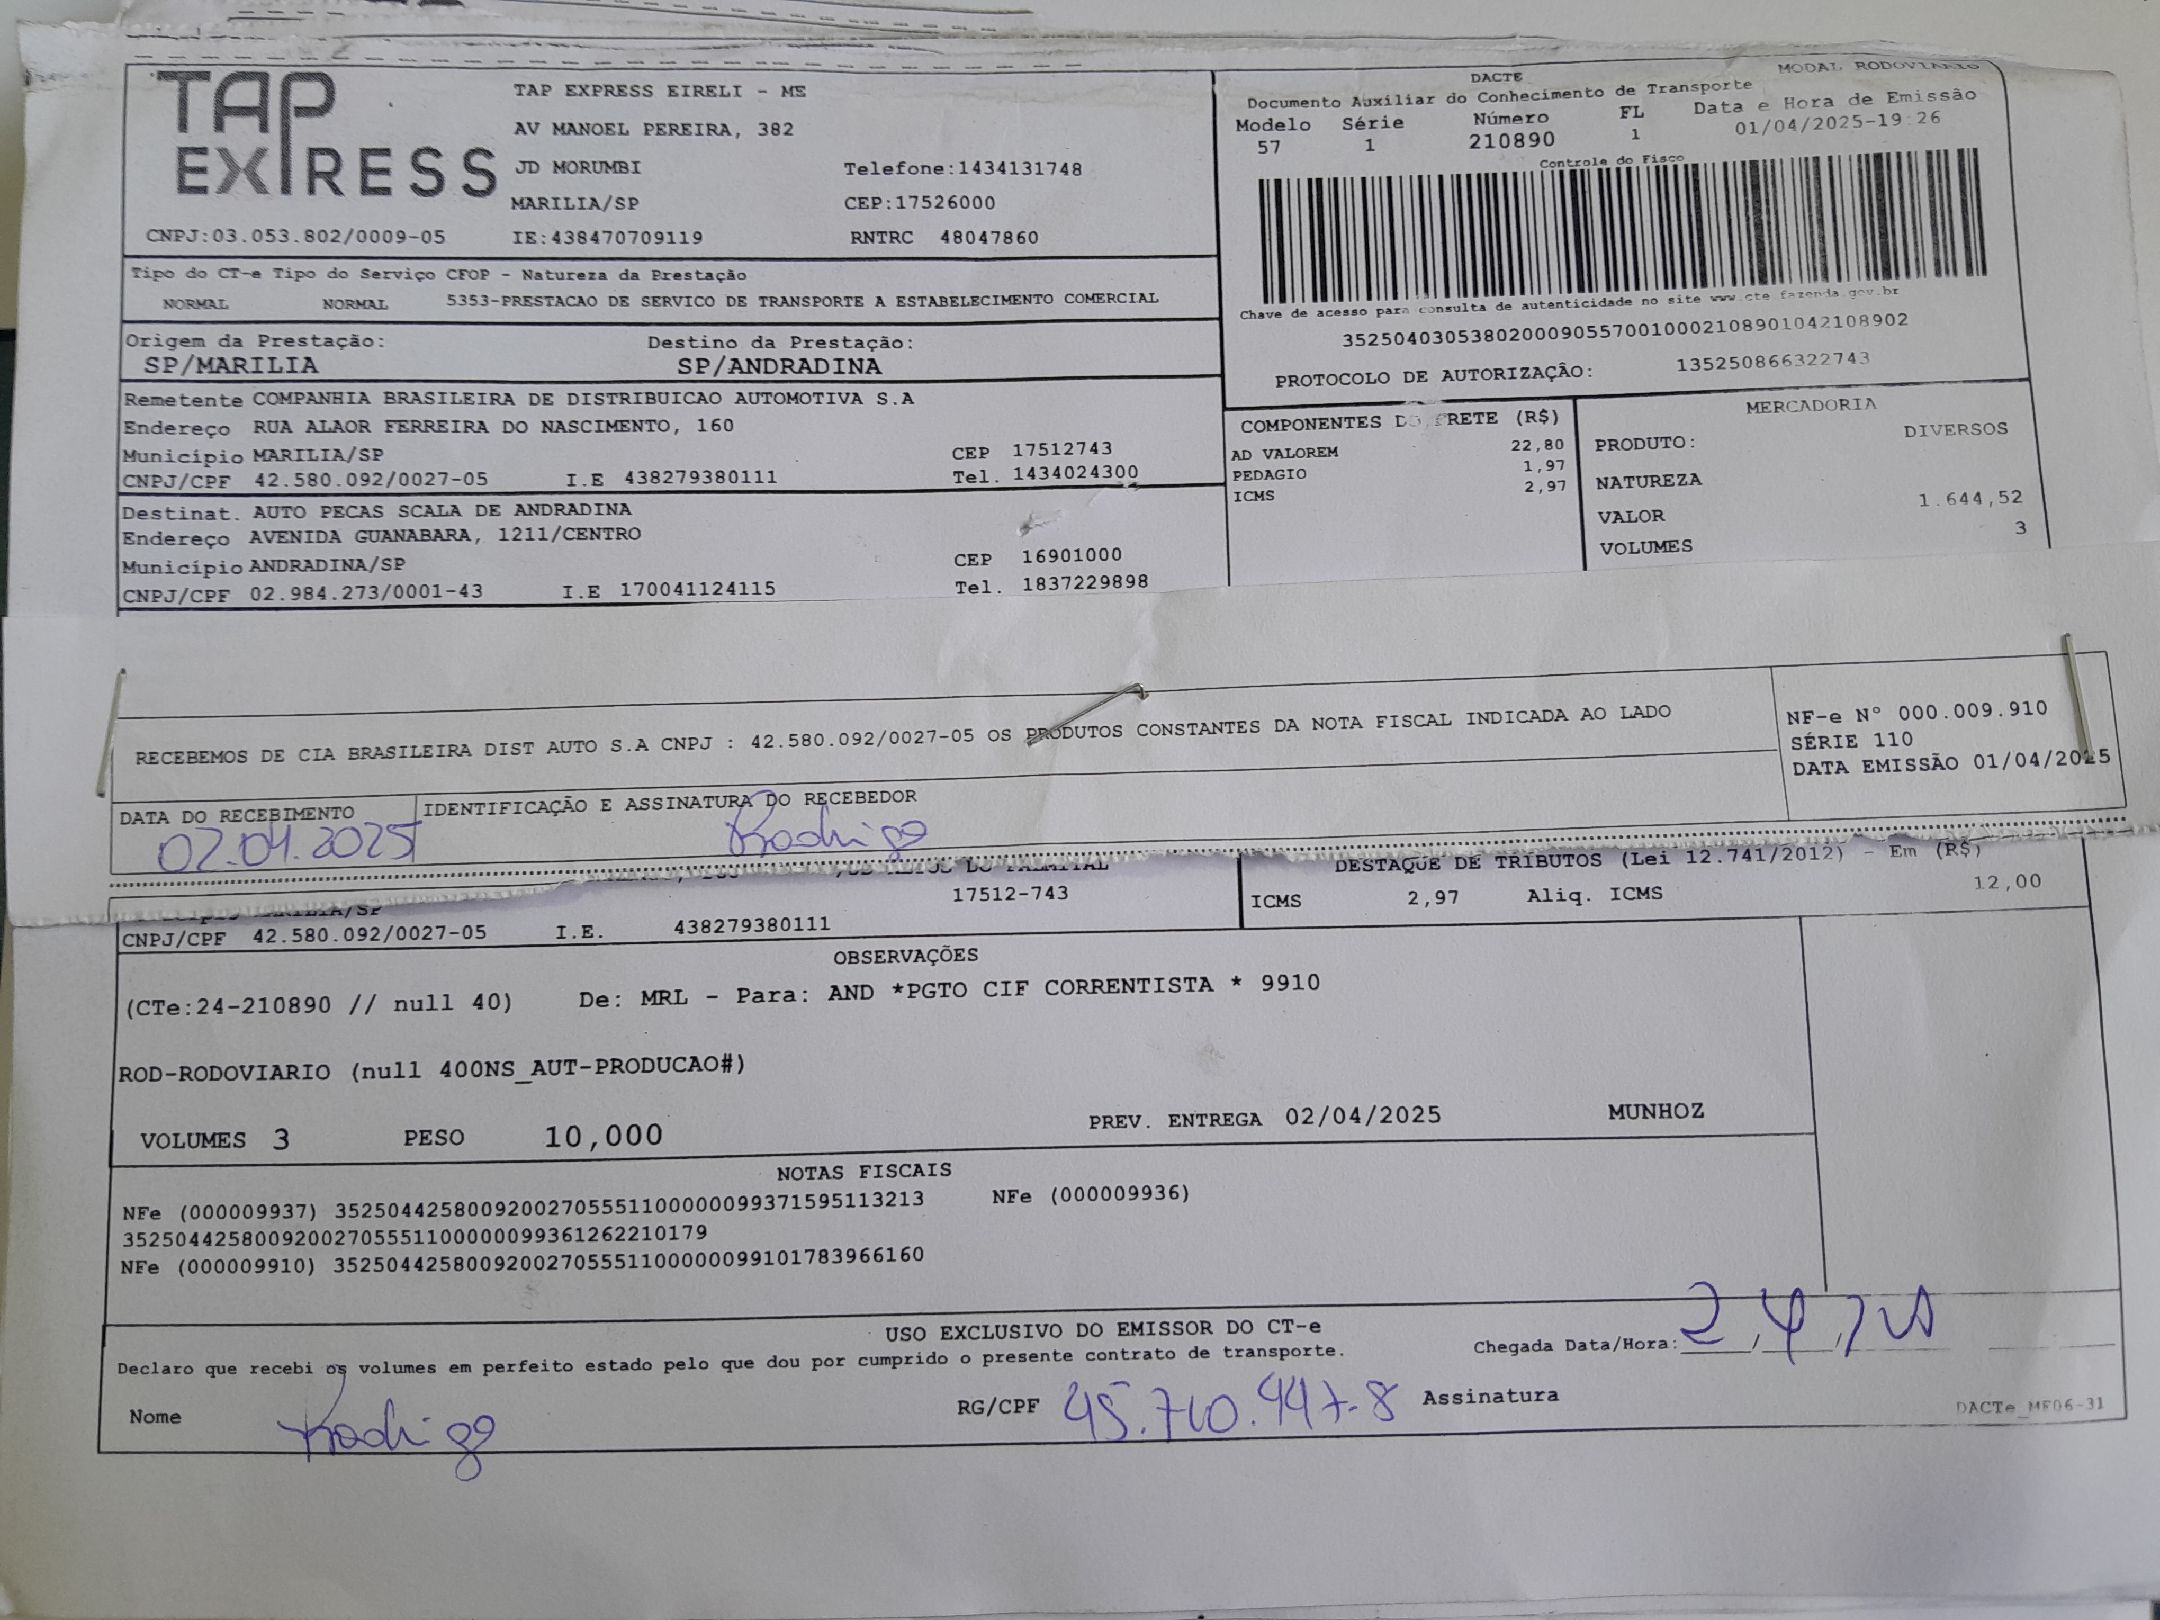 TAP
EXPRESS
TAP EXPRESS EIRELI - ME
AV MANOEL PEREIRA, 382
JD MORUMBI Telefone:1434131748
MARILIA/SP CEP:17526000
CNPJ:03.053.802/0009-05 IE:438470709119 RNTRC 48047860
MODAL RODOVIARIO
DACTE
Documento Auxiliar do Conhecimento de Transporte
Modelo Série Número FL Data e Hora de Emissão
57 1 210890 1 01/04/2025-19:26
Controle do Fisco
Chave de acesso para consulta de autenticidade no site www.cte.fazenda.gov.br
35250403053802000905570010002108901042108902
PROTOCOLO DE AUTORIZAÇÃO: 135250866322743
Tipo do CT-e Tipo do Serviço CFOP - Natureza da Prestação
NORMAL NORMAL 5353-PRESTACAO DE SERVICO DE TRANSPORTE A ESTABELECIMENTO COMERCIAL
Origem da Prestação: Destino da Prestação:
SP/MARILIA SP/ANDRADINA
Remetente COMPANHIA BRASILEIRA DE DISTRIBUICAO AUTOMOTIVA S.A
Endereço RUA ALAOR FERREIRA DO NASCIMENTO, 160
Município MARILIA/SP CEP 17512743
CNPJ/CPF 42.580.092/0027-05 I.E 438279380111 Tel. 1434024300
Destinat. AUTO PECAS SCALA DE ANDRADINA
Endereço AVENIDA GUANABARA, 1211/CENTRO
Município ANDRADINA/SP CEP 16901000
CNPJ/CPF 02.984.273/0001-43 I.E 170041124115 Tel. 1837229898
COMPONENTES DO FRETE (R$)
AD VALOREM 22,80
PEDAGIO 1,97
ICMS 2,97
MERCADORIA
PRODUTO: DIVERSOS
NATUREZA
VALOR 1.644,52
VOLUMES 3
RECEBEMOS DE CIA BRASILEIRA DIST AUTO S.A CNPJ : 42.580.092/0027-05 OS PRODUTOS CONSTANTES DA NOTA FISCAL INDICADA AO LADO
NF-e Nº 000.009.910
SÉRIE 110
DATA EMISSÃO 01/04/2025
DATA DO RECEBIMENTO IDENTIFICAÇÃO E ASSINATURA DO RECEBEDOR
02.04.2025 Rodrigo
17512-743
MARILIA/SP
CNPJ/CPF 42.580.092/0027-05 I.E. 438279380111
DESTAQUE DE TRIBUTOS (Lei 12.741/2012) - Em (R$)
ICMS 2,97 Aliq. ICMS 12,00
OBSERVAÇÕES
(CTe:24-210890 // null 40) De: MRL - Para: AND *PGTO CIF CORRENTISTA * 9910
ROD-RODOVIARIO (null 400NS_AUT-PRODUCAO#)
VOLUMES 3 PESO 10,000 PREV. ENTREGA 02/04/2025 MUNHOZ
NOTAS FISCAIS
NFe (000009937) 35250442580092002705551100000099371595113213 NFe (000009936)
35250442580092002705551100000099361262210179
NFe (000009910) 35250442580092002705551100000099101783966160
USO EXCLUSIVO DO EMISSOR DO CT-e
Declaro que recebi os volumes em perfeito estado pelo que dou por cumprido o presente contrato de transporte. Chegada Data/Hora: 2/4/
Nome Rodrigo RG/CPF 45.710.947-8 Assinatura
DACTe_MF06-31